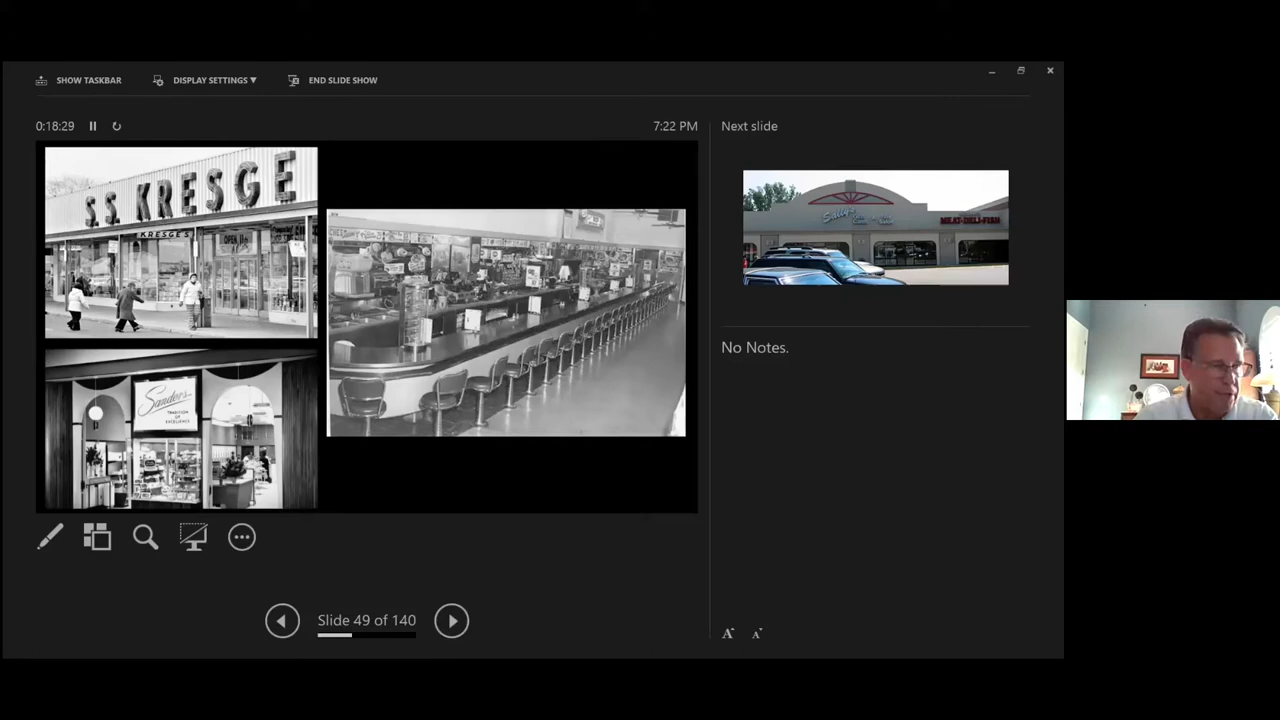 SHOW TASKBAR
DISPLAY SETTINGS ▼
END SLIDE SHOW
0:18:29
7:22 PM
Next slide
S.S. KRESGE
KRESGE'S
OPEN
Sanders
TRADITION
OF
EXCELLENCE
MEAT-DELI-FISH
No Notes.
Slide 49 of 140
A A